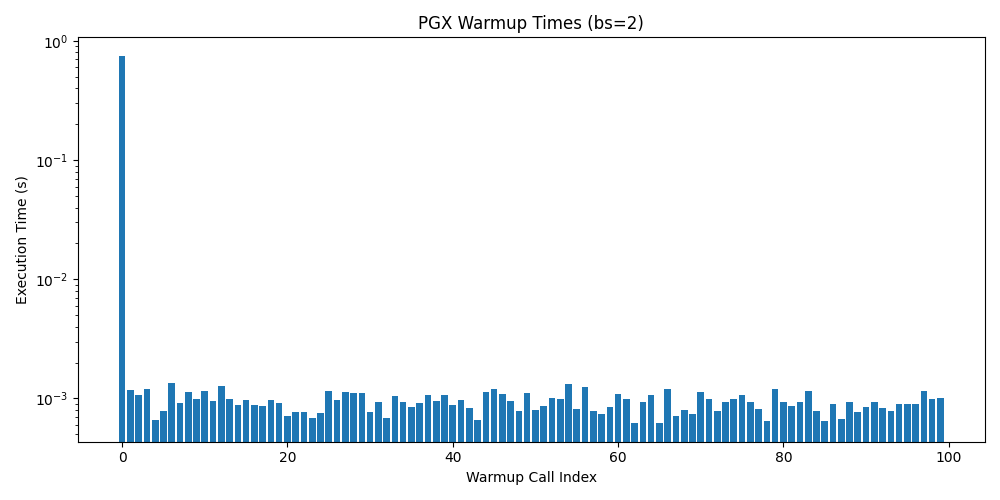 PGX Warmup Times (bs=2)
10⁰
10⁻¹
10⁻²
10⁻³
Execution Time (s)
0 20 40 60 80 100
Warmup Call Index